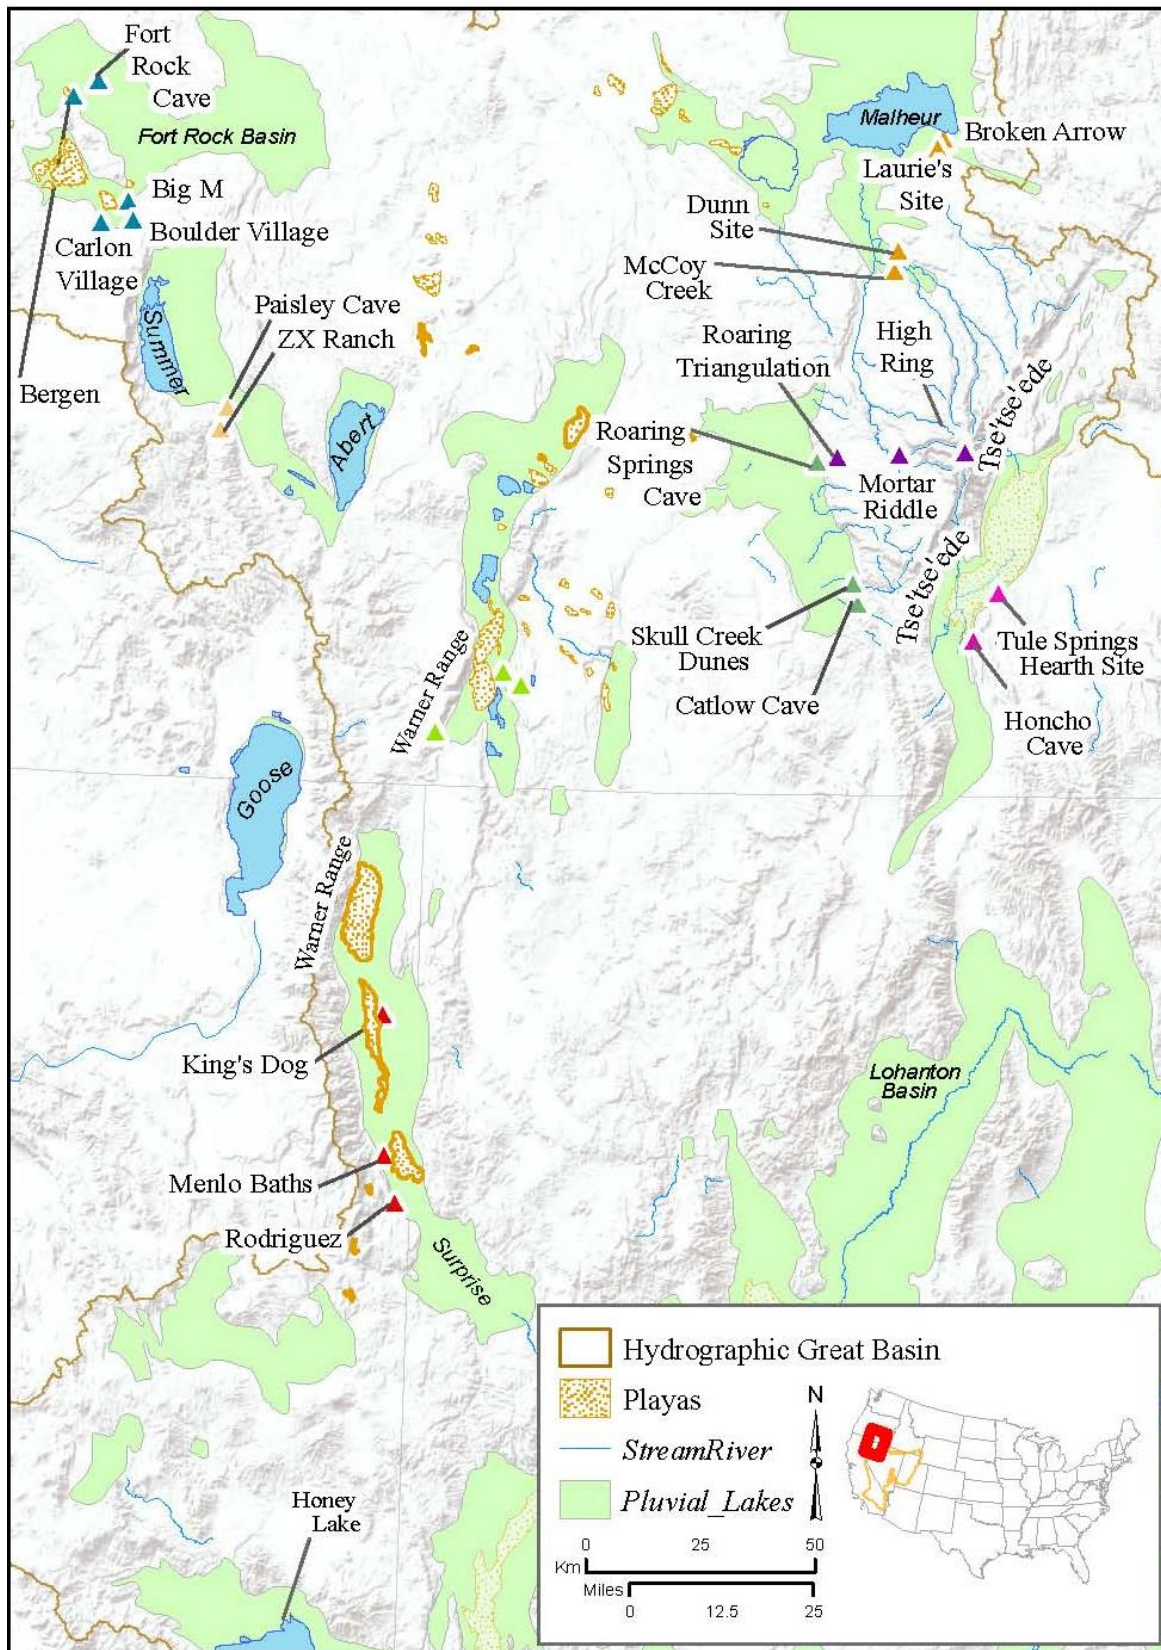 Fort
Rock
Cave
Fort Rock Basin
Malheur
Broken Arrow
Laurie's
Site
Big M
Boulder Village
Carlon
Village
Dunn
Site
McCoy
Creek
Paisley Cave
ZX Ranch
Summer
Bergen
Abert
Roaring
Triangulation
High
Ring
Tse'tse'ede
Roaring
Springs
Cave
Mortar
Riddle
Tse'tse'ede
Skull Creek
Dunes
Catlow Cave
Tule Springs
Hearth Site
Honcho
Cave
Warner Range
Goose
Warner Range
King's Dog
Lohanton
Basin
Menlo Baths
Rodriguez
Surprise
Honey
Lake
Hydrographic Great Basin
Playas
StreamRiver
Pluvial_Lakes
N
0 25 50
Km
Miles
0 12.5 25